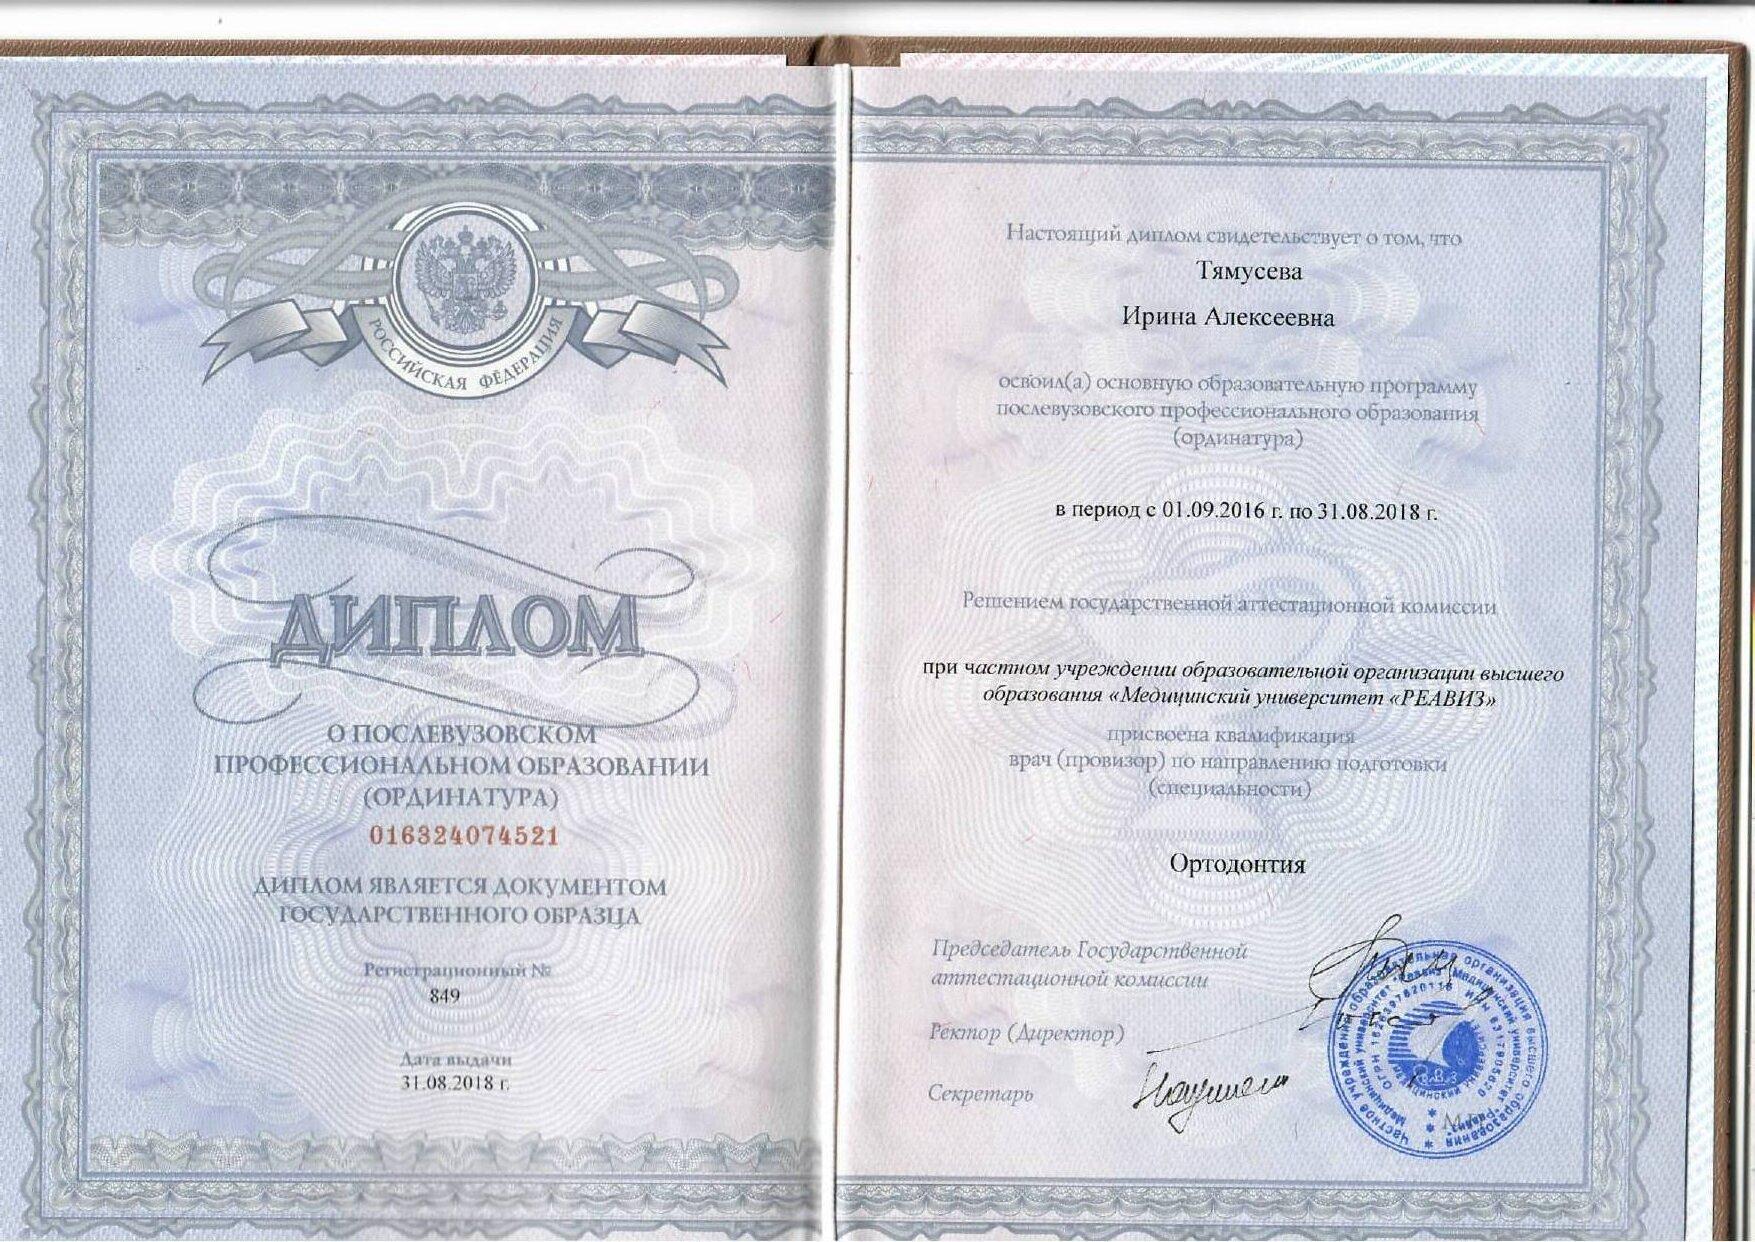 РОССИЙСКАЯ ФЕДЕРАЦИЯ
ДИПЛОМ
О ПОСЛЕВУЗОВСКОМ
ПРОФЕССИОНАЛЬНОМ ОБРАЗОВАНИИ
(ОРДИНАТУРА)
016324074521
ДИПЛОМ ЯВЛЯЕТСЯ ДОКУМЕНТОМ
ГОСУДАРСТВЕННОГО ОБРАЗЦА
Регистрационный №
849
Дата выдачи
31.08.2018 г.
Настоящий диплом свидетельствует о том, что
Тямусева
Ирина Алексеевна
освоил(а) основную образовательную программу
послевузовского профессионального образования
(ординатура)
в период с 01.09.2016 г. по 31.08.2018 г.
Решением государственной аттестационной комиссии
при частном учреждении образовательной организации высшего
образования «Медицинский университет «РЕАВИЗ»
присвоена квалификация
врач (провизор) по направлению подготовки
(специальности)
Ортодонтия
Председатель Государственной
аттестационной комиссии
Ректор (Директор)
Секретарь
М.П.